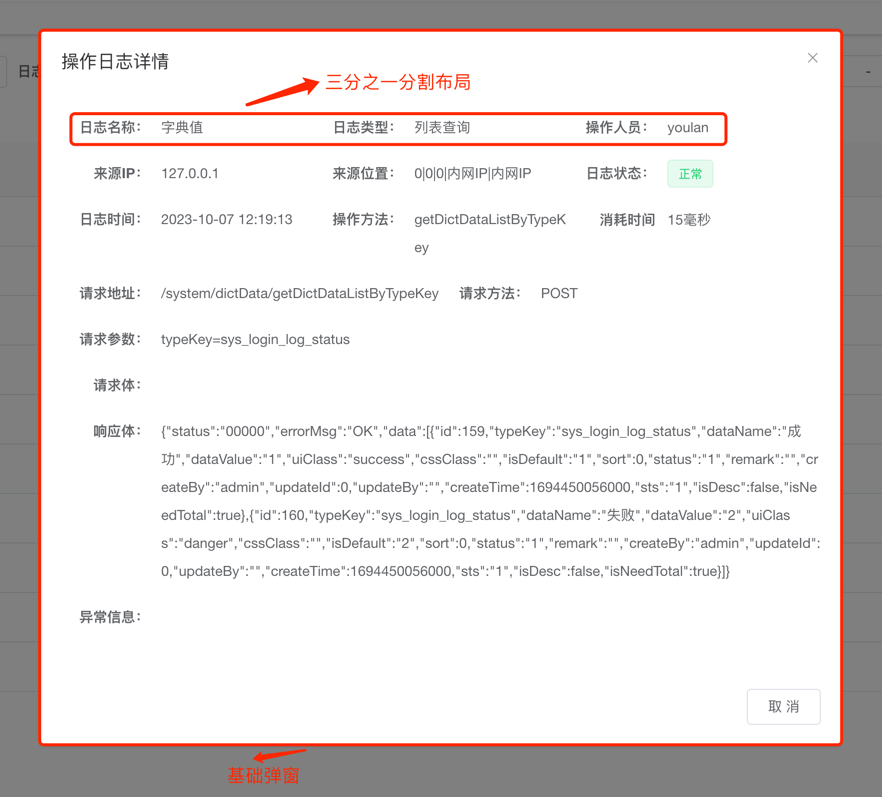 操作日志详情
日志
-
三分之一分割布局
日志名称： 字典值 日志类型： 列表查询 操作人员： youlan
来源IP： 127.0.0.1 来源位置： 0|0|0|内网IP|内网IP 日志状态： 正常
日志时间： 2023-10-07 12:19:13 操作方法： getDictDataListByTypeK 消耗时间 15毫秒
ey
请求地址： /system/dictData/getDictDataListByTypeKey 请求方法： POST
请求参数： typeKey=sys_login_log_status
请求体：
响应体： {"status":"00000","errorMsg":"OK","data":[{"id":159,"typeKey":"sys_login_log_status","dataName":"成
功","dataValue":"1","uiClass":"success","cssClass":"","isDefault":"1","sort":0,"status":"1","remark":"","cr
eateBy":"admin","updateId":0,"updateBy":"","createTime":1694450056000,"sts":"1","isDesc":false,"isNe
edTotal":true},{"id":160,"typeKey":"sys_login_log_status","dataName":"失败","dataValue":"2","uiClas
s":"danger","cssClass":"","isDefault":"2","sort":0,"status":"1","remark":"","createBy":"admin","updateId":
0,"updateBy":"","createTime":1694450056000,"sts":"1","isDesc":false,"isNeedTotal":true}]}
异常信息：
取 消
基础弹窗